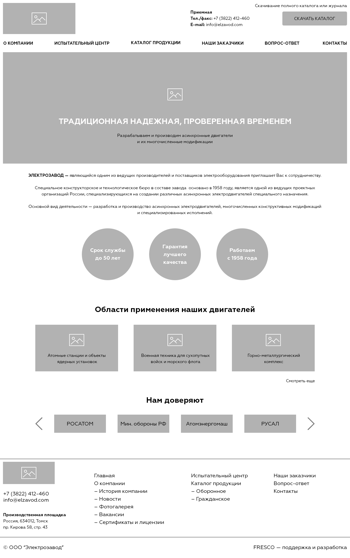 Скачивание полного каталога или журнала
Приемная
Тел./факс: +7 (3822) 412-460
E-mail: info@elzavod.com
СКАЧАТЬ КАТАЛОГ
О КОМПАНИИ
ИСПЫТАТЕЛЬНЫЙ ЦЕНТР
КАТАЛОГ ПРОДУКЦИИ
НАШИ ЗАКАЗЧИКИ
ВОПРОС-ОТВЕТ
КОНТАКТЫ
ТРАДИЦИОННАЯ НАДЕЖНАЯ, ПРОВЕРЕННАЯ ВРЕМЕНЕМ
Разрабатываем и производим асинхронные двигатели
и их многочисленных модификации
ЭЛЕКТРОЗАВОД — являющийся одним из ведущих производителей и поставщиков электрооборудования приглашает Вас к сотрудничеству.
Специальное конструкторское и технологическое бюро в составе завода, основано в 1958 году, является одной из ведущих проектных
организаций России, специализирующихся на создании различных асинхронных электродвигателей специального назначения.
Основной вид деятельности — разработка и производство асинхронных электродвигателей, многочисленных конструктивных модификаций
и специализированных исполнений.
Срок службы
до 50 лет
Гарантия
лучшего
качества
Работаем
с 1958 года
Области применения наших двигателей
Атомные станции и объекты
ядерных установок
Военная техника для сухопутных
войск и морского флота
Горно-металлургический
комплекс
Смотреть еще
Нам доверяют
РОСАТОМ
Мин. обороны РФ
Атомоэнергомаш
РУСАЛ
+7 (3822) 412-460
info@elzavod.com
Производственная площадка
Россия, 634012, Томск
пр. Кирова 58, стр. 43
Главная
О компании
– История компании
– Новости
– Фотогалерея
– Вакансии
– Сертификаты и лицензии
Испытательный центр
Каталог продукции
– Оборонное
– Гражданское
Наши заказчики
Вопрос-ответ
Контакты
© ООО "Электрозавод"
FRESCO — поддержка и разработка